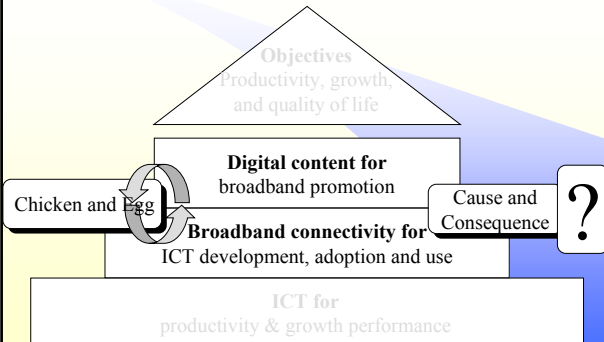 Objectives
Productivity, growth,
and quality of life
Digital content for
broadband promotion
Chicken and Egg
Cause and
Consequence
?
Broadband connectivity for
ICT development, adoption and use
ICT for
productivity & growth performance